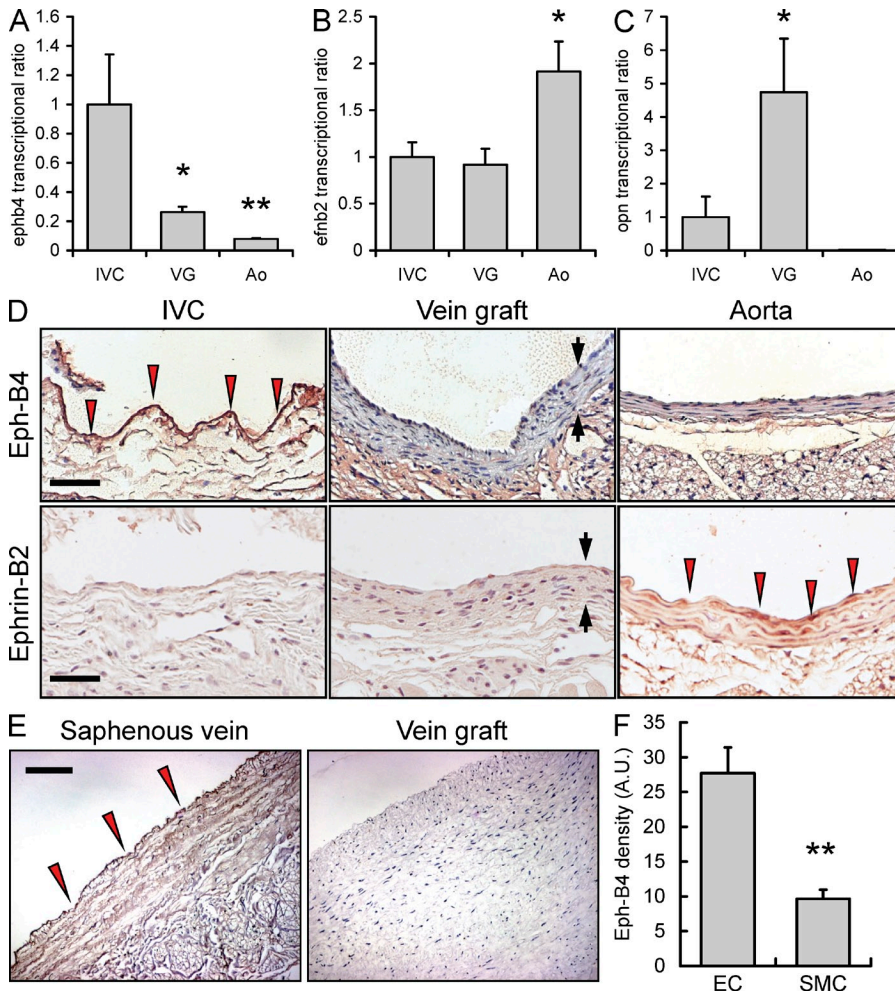 A
ephb4 transcriptional ratio
1.6
1.4
1.2
1
0.8
0.6
0.4
0.2
0
*
**
IVC VG Ao
B
efnb2 transcriptional ratio
2.5
2
1.5
1
0.5
0
*
IVC VG Ao
C
opn transcriptional ratio
7
6
5
4
3
2
1
0
*
IVC VG Ao
D
IVC Vein graft Aorta
Eph-B4
Ephrin-B2
E
Saphenous vein Vein graft
F
Eph-B4 density (A.U.)
35
30
25
20
15
10
5
0
**
EC SMC